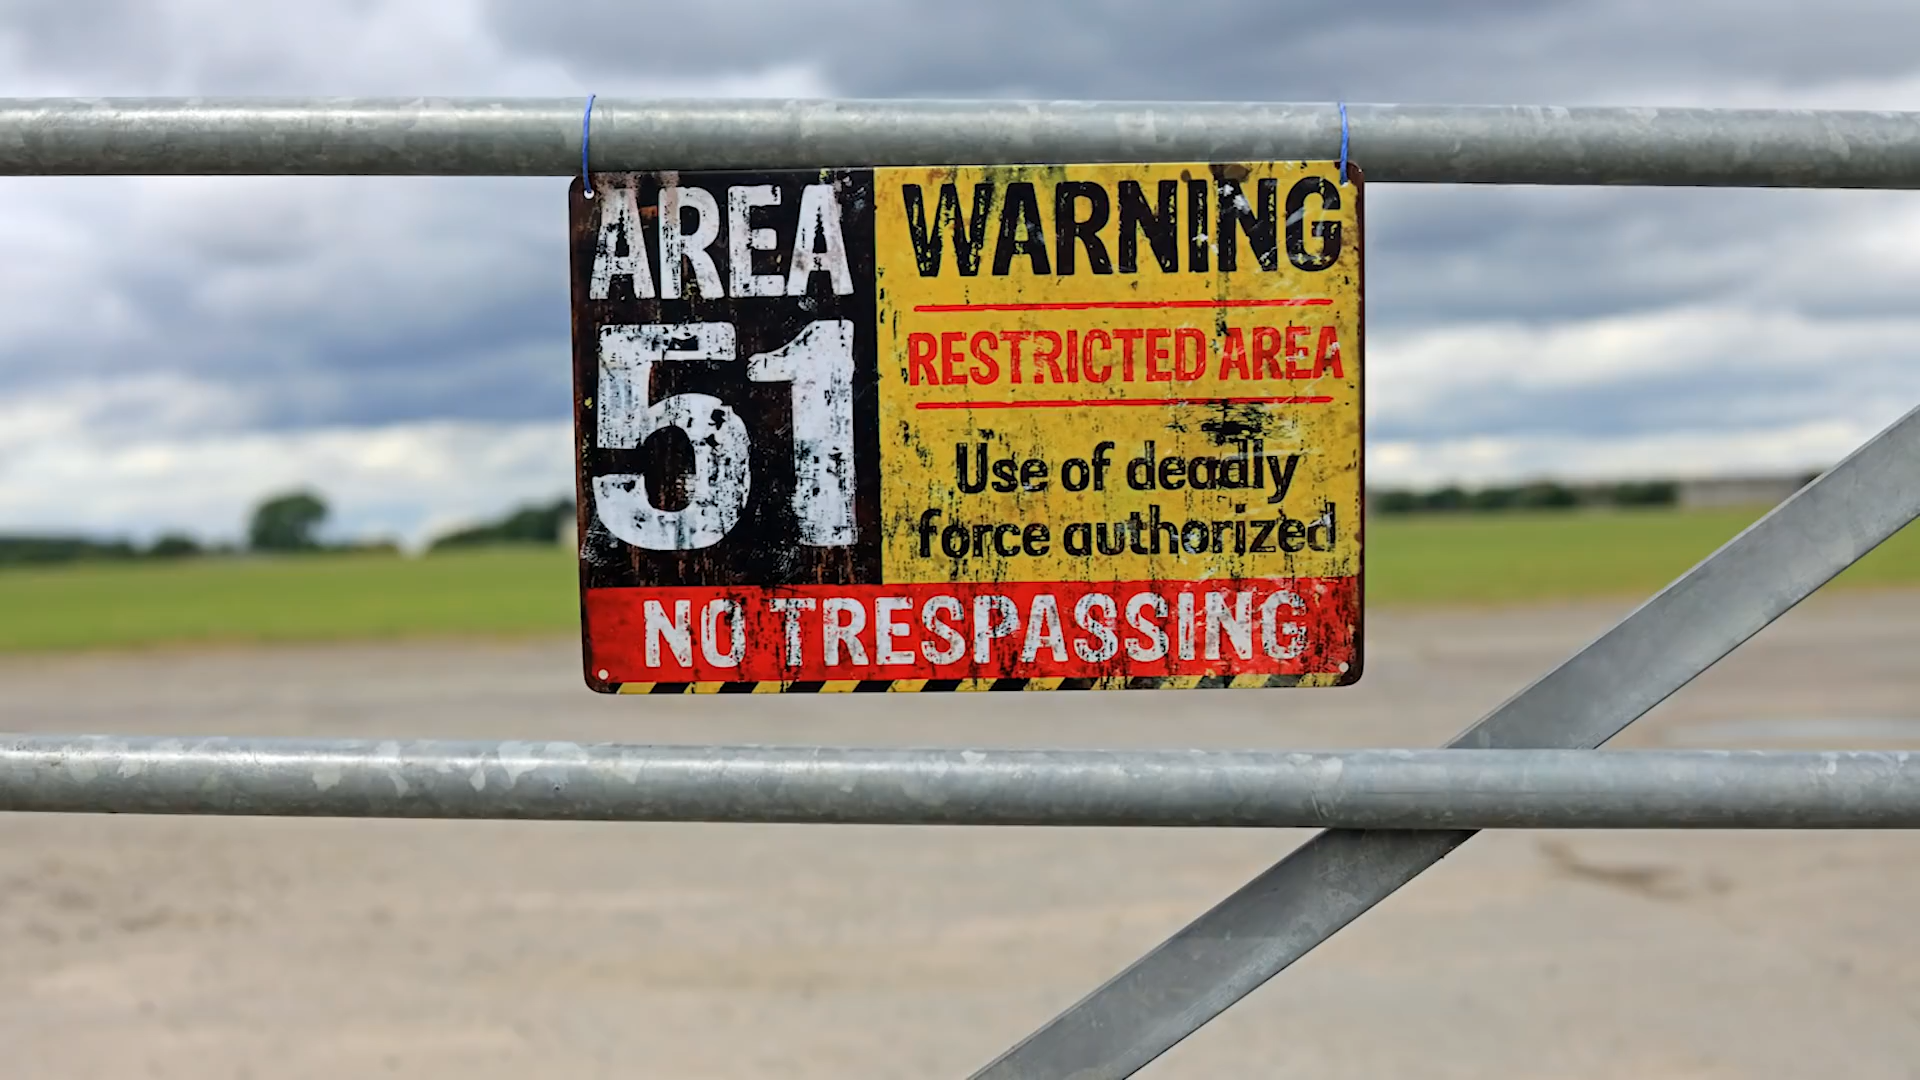 AREA
51
WARNING
RESTRICTED AREA
Use of deadly
force authorized
NO TRESPASSING